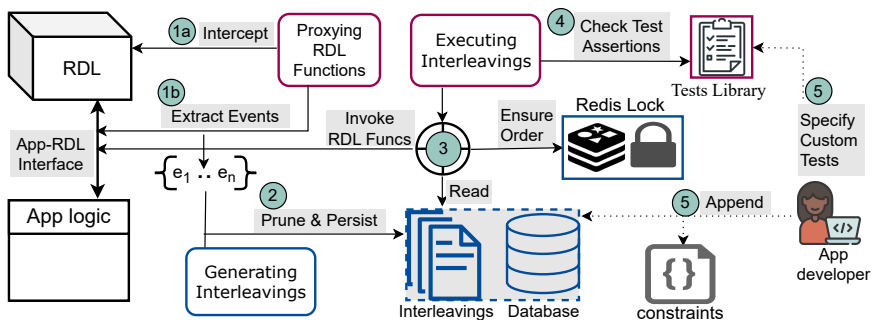 1a
Intercept
Proxying
RDL
Functions
RDL
1b
Extract Events
App-RDL
Interface
{e1 .. en}
App logic
2
Prune & Persist
Generating
Interleavings
Executing
Interleavings
4
Check Test
Assertions
Tests Library
Invoke
RDL Funcs
3
Ensure
Order
Redis Lock
Read
Interleavings
Database
5
Specify
Custom
Tests
5
Append
{ }
constraints
</>
App
developer